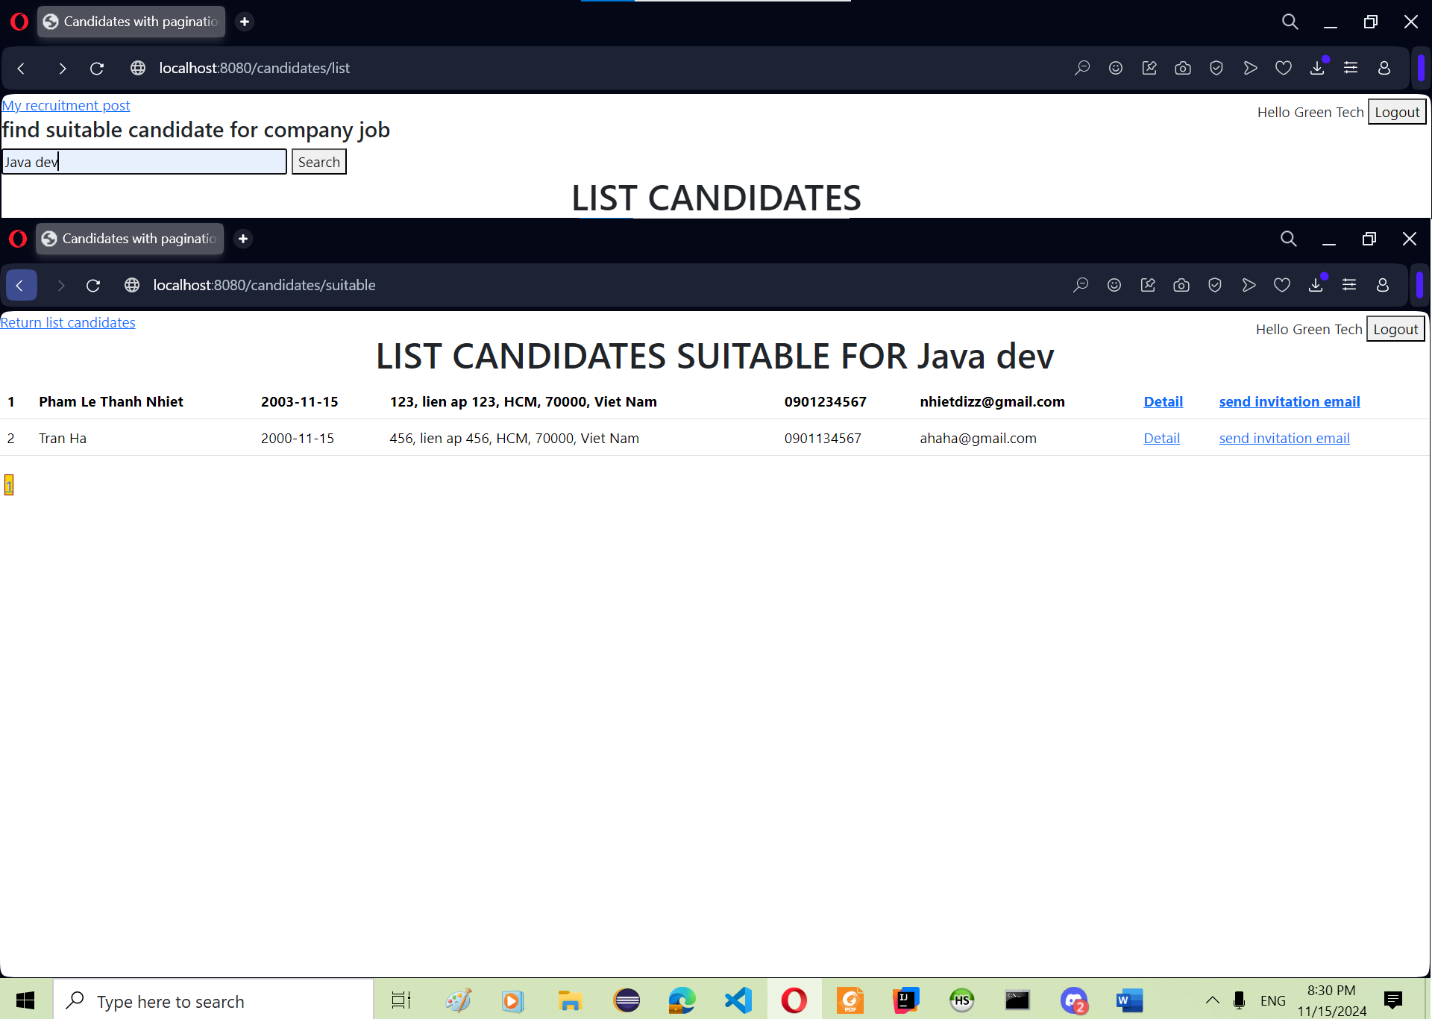 Candidates with paginatio
localhost:8080/candidates/list
My recruitment post
Hello Green Tech Logout
find suitable candidate for company job
Java dev Search
LIST CANDIDATES
Candidates with paginatio
localhost:8080/candidates/suitable
Return list candidates
Hello Green Tech Logout
LIST CANDIDATES SUITABLE FOR Java dev
1 Pham Le Thanh Nhiet 2003-11-15 123, lien ap 123, HCM, 70000, Viet Nam 0901234567 nhietdizz@gmail.com Detail send invitation email
2 Tran Ha 2000-11-15 456, lien ap 456, HCM, 70000, Viet Nam 0901134567 ahaha@gmail.com Detail send invitation email
1
Type here to search
PDF
IJ
HS
2
W
ENG
8:30 PM
11/15/2024